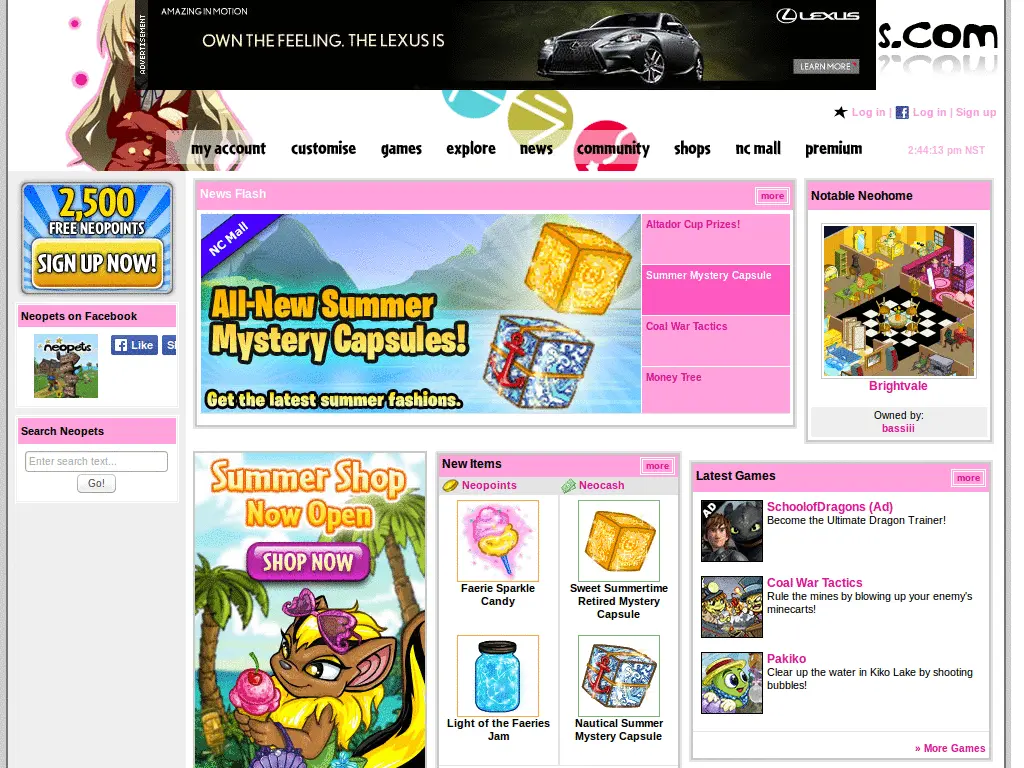 ADVERTISEMENT
AMAZING IN MOTION
OWN THE FEELING. THE LEXUS IS
LEXUS
LEARN MORE
s.com
Log in | Log in | Sign up
my account customise games explore news community shops nc mall premium
2:44:13 pm NST
2,500
FREE NEOPOINTS
SIGN UP NOW!
Neopets on Facebook
neopets
Like
Search Neopets
Enter search text...
Go!
News Flash
more
NC Mall
All-New Summer
Mystery Capsules!
Get the latest summer fashions.
Altador Cup Prizes!
Summer Mystery Capsule
Coal War Tactics
Money Tree
Notable Neohome
Brightvale
Owned by:
bassiii
Summer Shop
Now Open
SHOP NOW
New Items
more
Neopoints
Neocash
Faerie Sparkle
Candy
Sweet Summertime
Retired Mystery
Capsule
Light of the Faeries
Jam
Nautical Summer
Mystery Capsule
Latest Games
more
AD
SchoolofDragons (Ad)
Become the Ultimate Dragon Trainer!
Coal War Tactics
Rule the mines by blowing up your enemy's
minecarts!
Pakiko
Clear up the water in Kiko Lake by shooting
bubbles!
» More Games